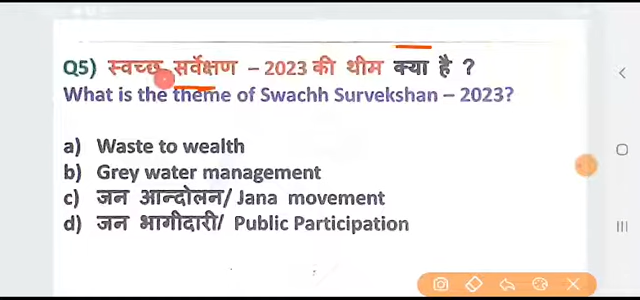 Q5) स्वच्छ सर्वेक्षण – 2023 की थीम क्या है ?
What is the theme of Swachh Survekshan – 2023?
a) Waste to wealth
b) Grey water management
c) जन आन्दोलन/ Jana movement
d) जन भागीदारी/ Public Participation